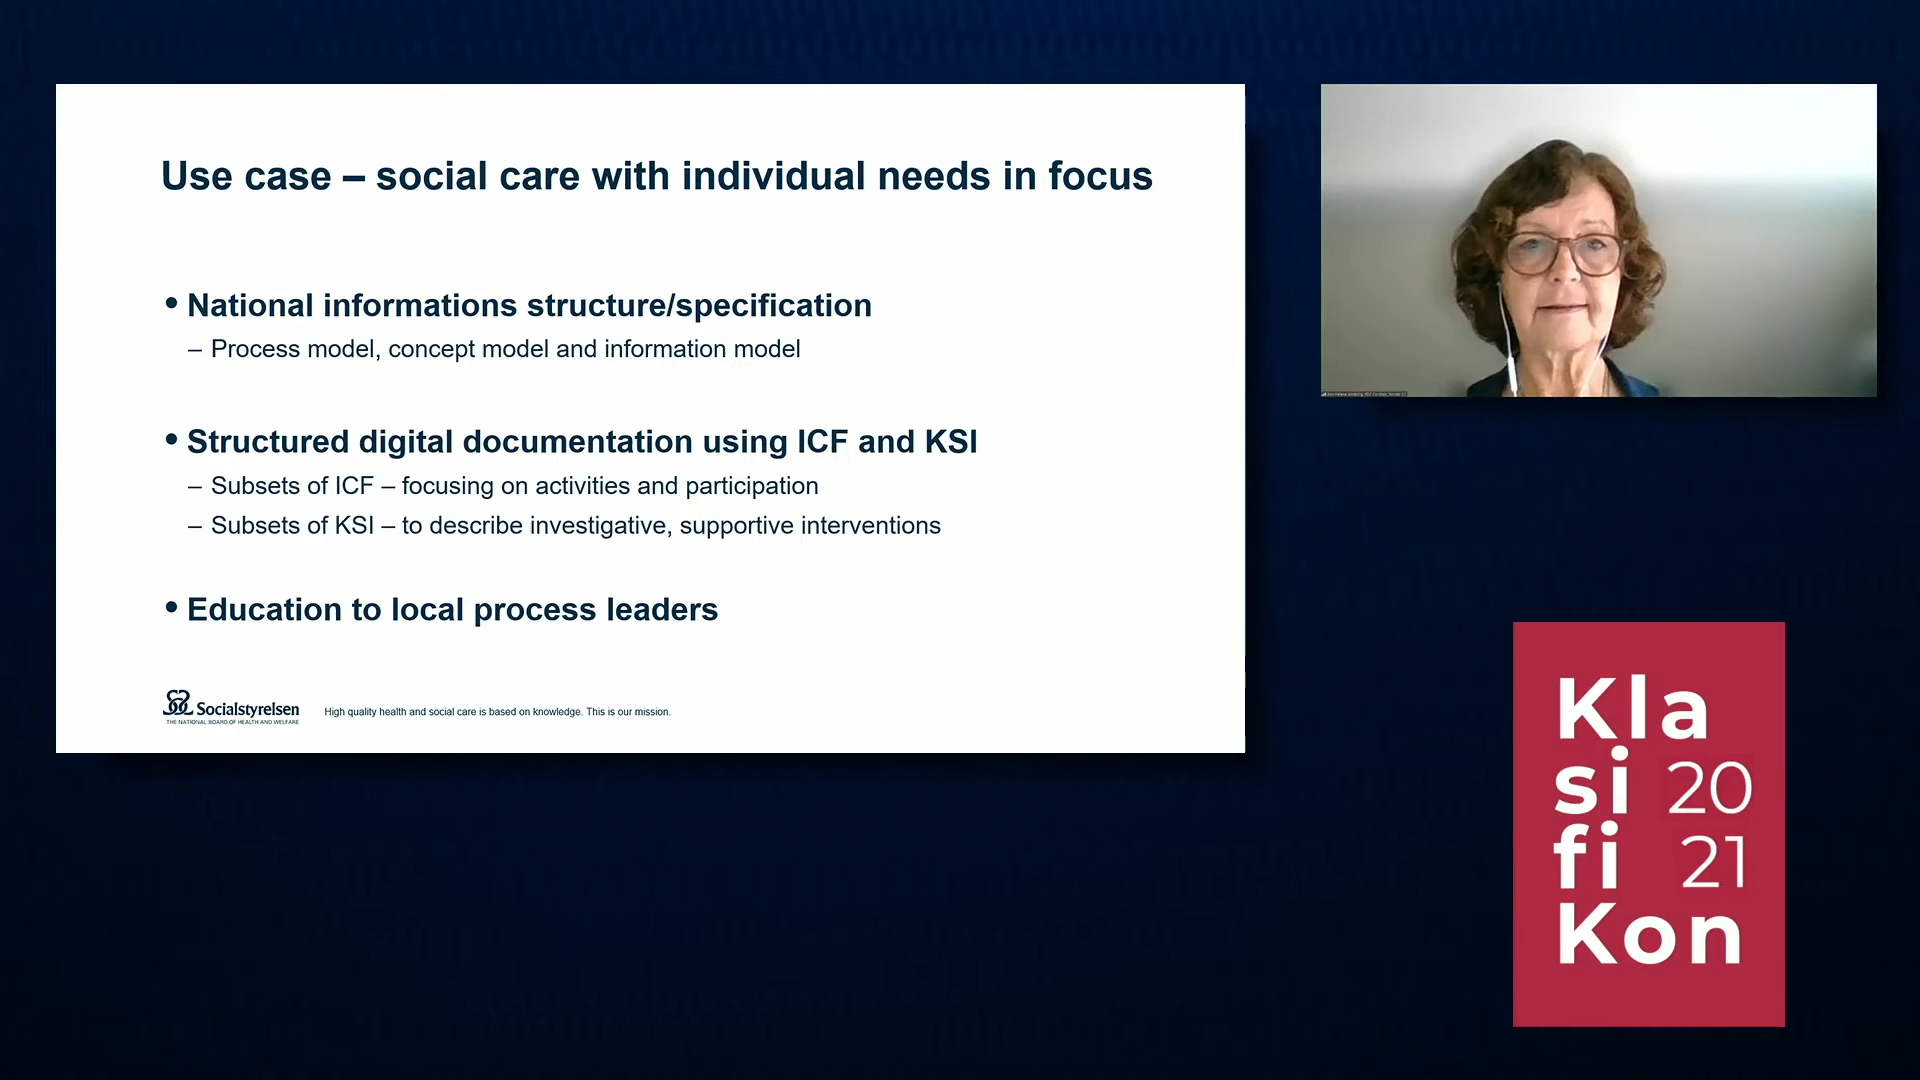 Use case – social care with individual needs in focus
• National informations structure/specification
– Process model, concept model and information model
• Structured digital documentation using ICF and KSI
– Subsets of ICF – focusing on activities and participation
– Subsets of KSI – to describe investigative, supportive interventions
• Education to local process leaders
Socialstyrelsen
THE NATIONAL BOARD OF HEALTH AND WELFARE
High quality health and social care is based on knowledge. This is our mission.
Kla
si 20
fi 21
Kon